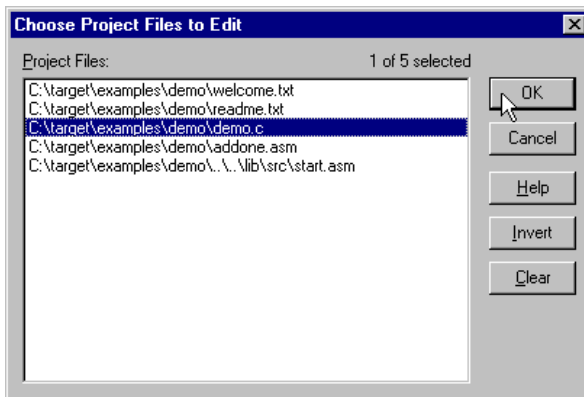 Choose Project Files to Edit
Project Files: 1 of 5 selected
C:\target\examples\demo\welcome.txt
C:\target\examples\demo\readme.txt
C:\target\examples\demo\demo.c
C:\target\examples\demo\addone.asm
C:\target\examples\demo\..\..\lib\src\start.asm
OK
Cancel
Help
Invert
Clear